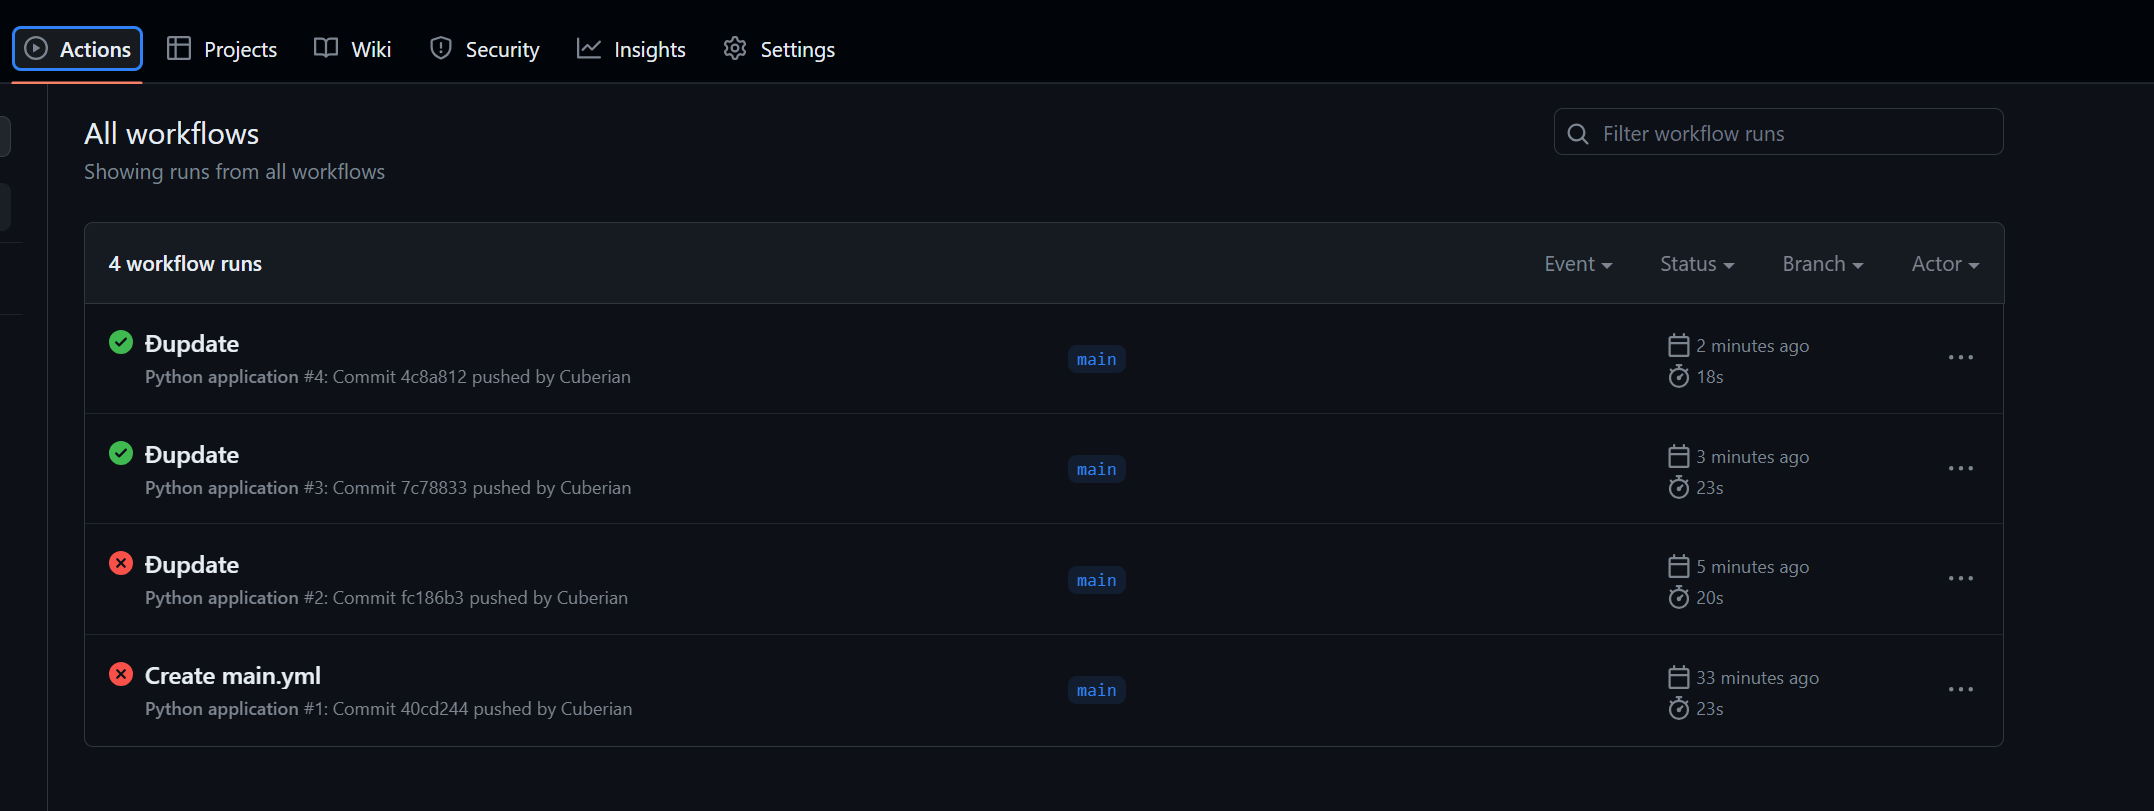 Actions Projects Wiki Security Insights Settings
All workflows
Filter workflow runs
Showing runs from all workflows
4 workflow runs Event Status Branch Actor
Đupdate
main
2 minutes ago
Python application #4: Commit 4c8a812 pushed by Cuberian
18s
Đupdate
main
3 minutes ago
Python application #3: Commit 7c78833 pushed by Cuberian
23s
Đupdate
main
5 minutes ago
Python application #2: Commit fc186b3 pushed by Cuberian
20s
Create main.yml
main
33 minutes ago
Python application #1: Commit 40cd244 pushed by Cuberian
23s